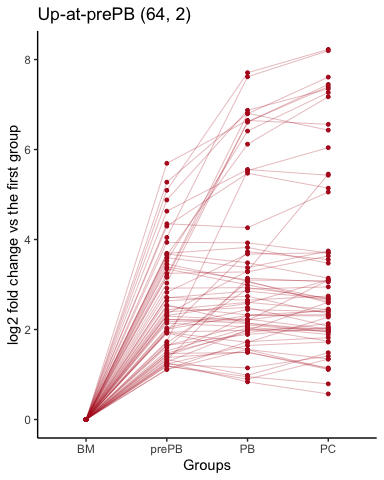 Up-at-prePB (64, 2)
log2 fold change vs the first group
8
6
4
2
0
BM prePB PB PC
Groups